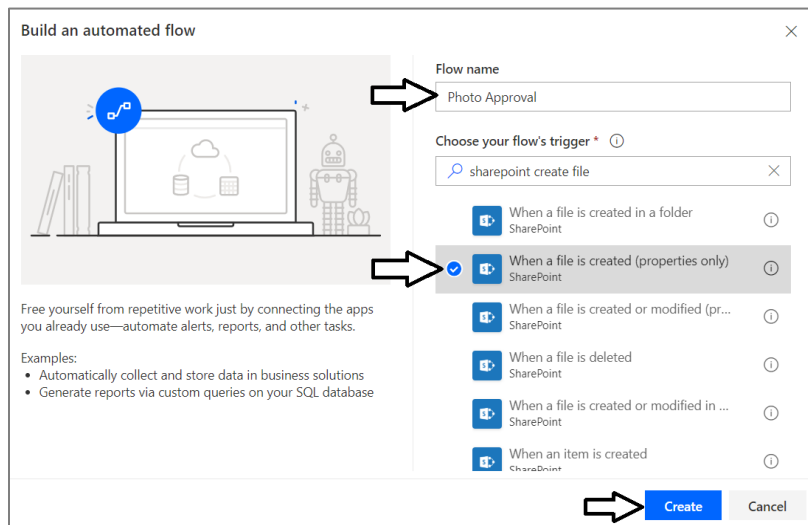 Build an automated flow
Free yourself from repetitive work just by connecting the apps
you already use—automate alerts, reports, and other tasks.
Examples:
• Automatically collect and store data in business solutions
• Generate reports via custom queries on your SQL database
Flow name
Photo Approval
Choose your flow's trigger *
sharepoint create file
When a file is created in a folder
SharePoint
When a file is created (properties only)
SharePoint
When a file is created or modified (pr...
SharePoint
When a file is deleted
SharePoint
When a file is created or modified in ...
SharePoint
When an item is created
SharePoint
Create
Cancel